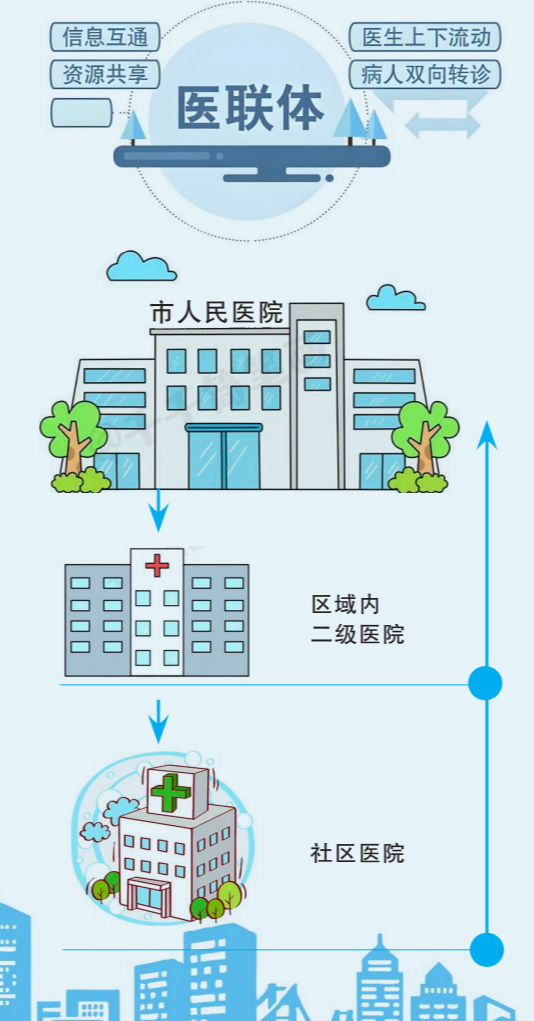 信息互通
医生上下流动
资源共享
病人双向转诊
医联体
市人民医院
区域内
二级医院
社区医院